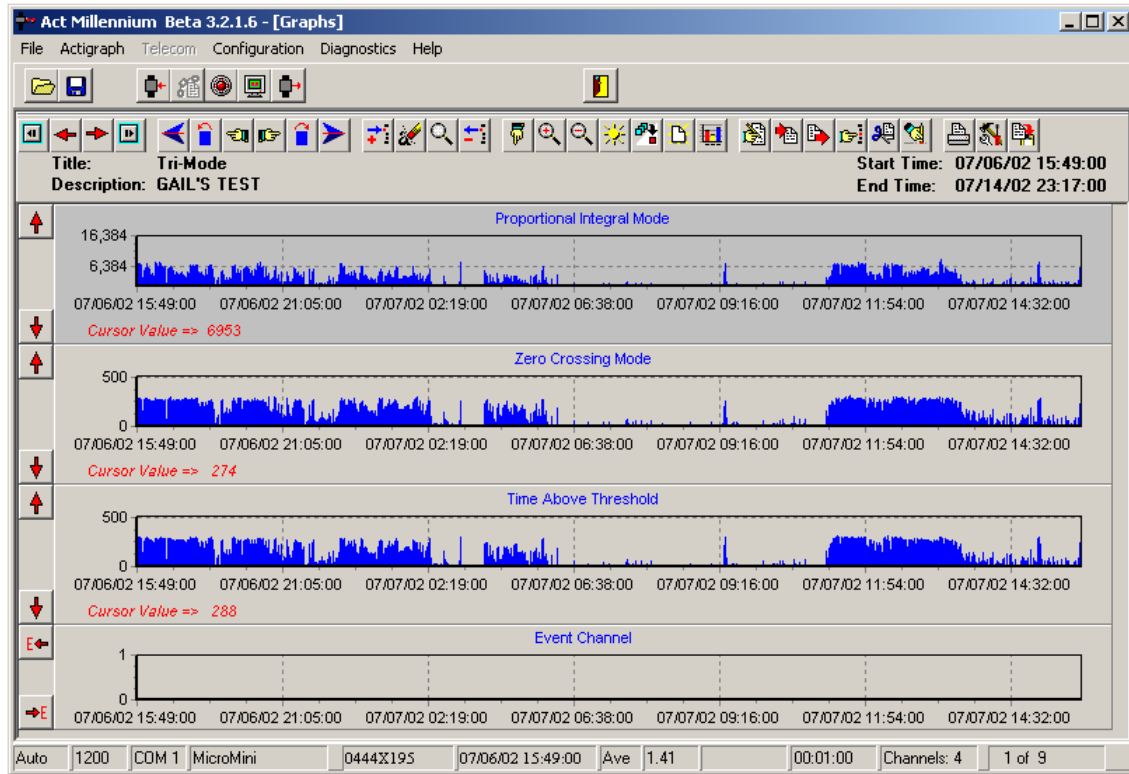 Act Millennium Beta 3.2.1.6 - [Graphs]
File Actigraph Telecom Configuration Diagnostics Help
Title: Tri-Mode
Description: GAIL'S TEST
Start Time: 07/06/02 15:49:00
End Time: 07/14/02 23:17:00
Proportional Integral Mode
16,384
6,384
07/06/02 15:49:00 07/06/02 21:05:00 07/07/02 02:19:00 07/07/02 06:38:00 07/07/02 09:16:00 07/07/02 11:54:00 07/07/02 14:32:00
Cursor Value => 6953
Zero Crossing Mode
500
0
07/06/02 15:49:00 07/06/02 21:05:00 07/07/02 02:19:00 07/07/02 06:38:00 07/07/02 09:16:00 07/07/02 11:54:00 07/07/02 14:32:00
Cursor Value => 274
Time Above Threshold
500
0
07/06/02 15:49:00 07/06/02 21:05:00 07/07/02 02:19:00 07/07/02 06:38:00 07/07/02 09:16:00 07/07/02 11:54:00 07/07/02 14:32:00
Cursor Value => 288
E
Event Channel
1
0
E
07/06/02 15:49:00 07/06/02 21:05:00 07/07/02 02:19:00 07/07/02 06:38:00 07/07/02 09:16:00 07/07/02 11:54:00 07/07/02 14:32:00
Auto 1200 COM 1 MicroMini 0444X195 07/06/02 15:49:00 Ave 1.41 00:01:00 Channels: 4 1 of 9